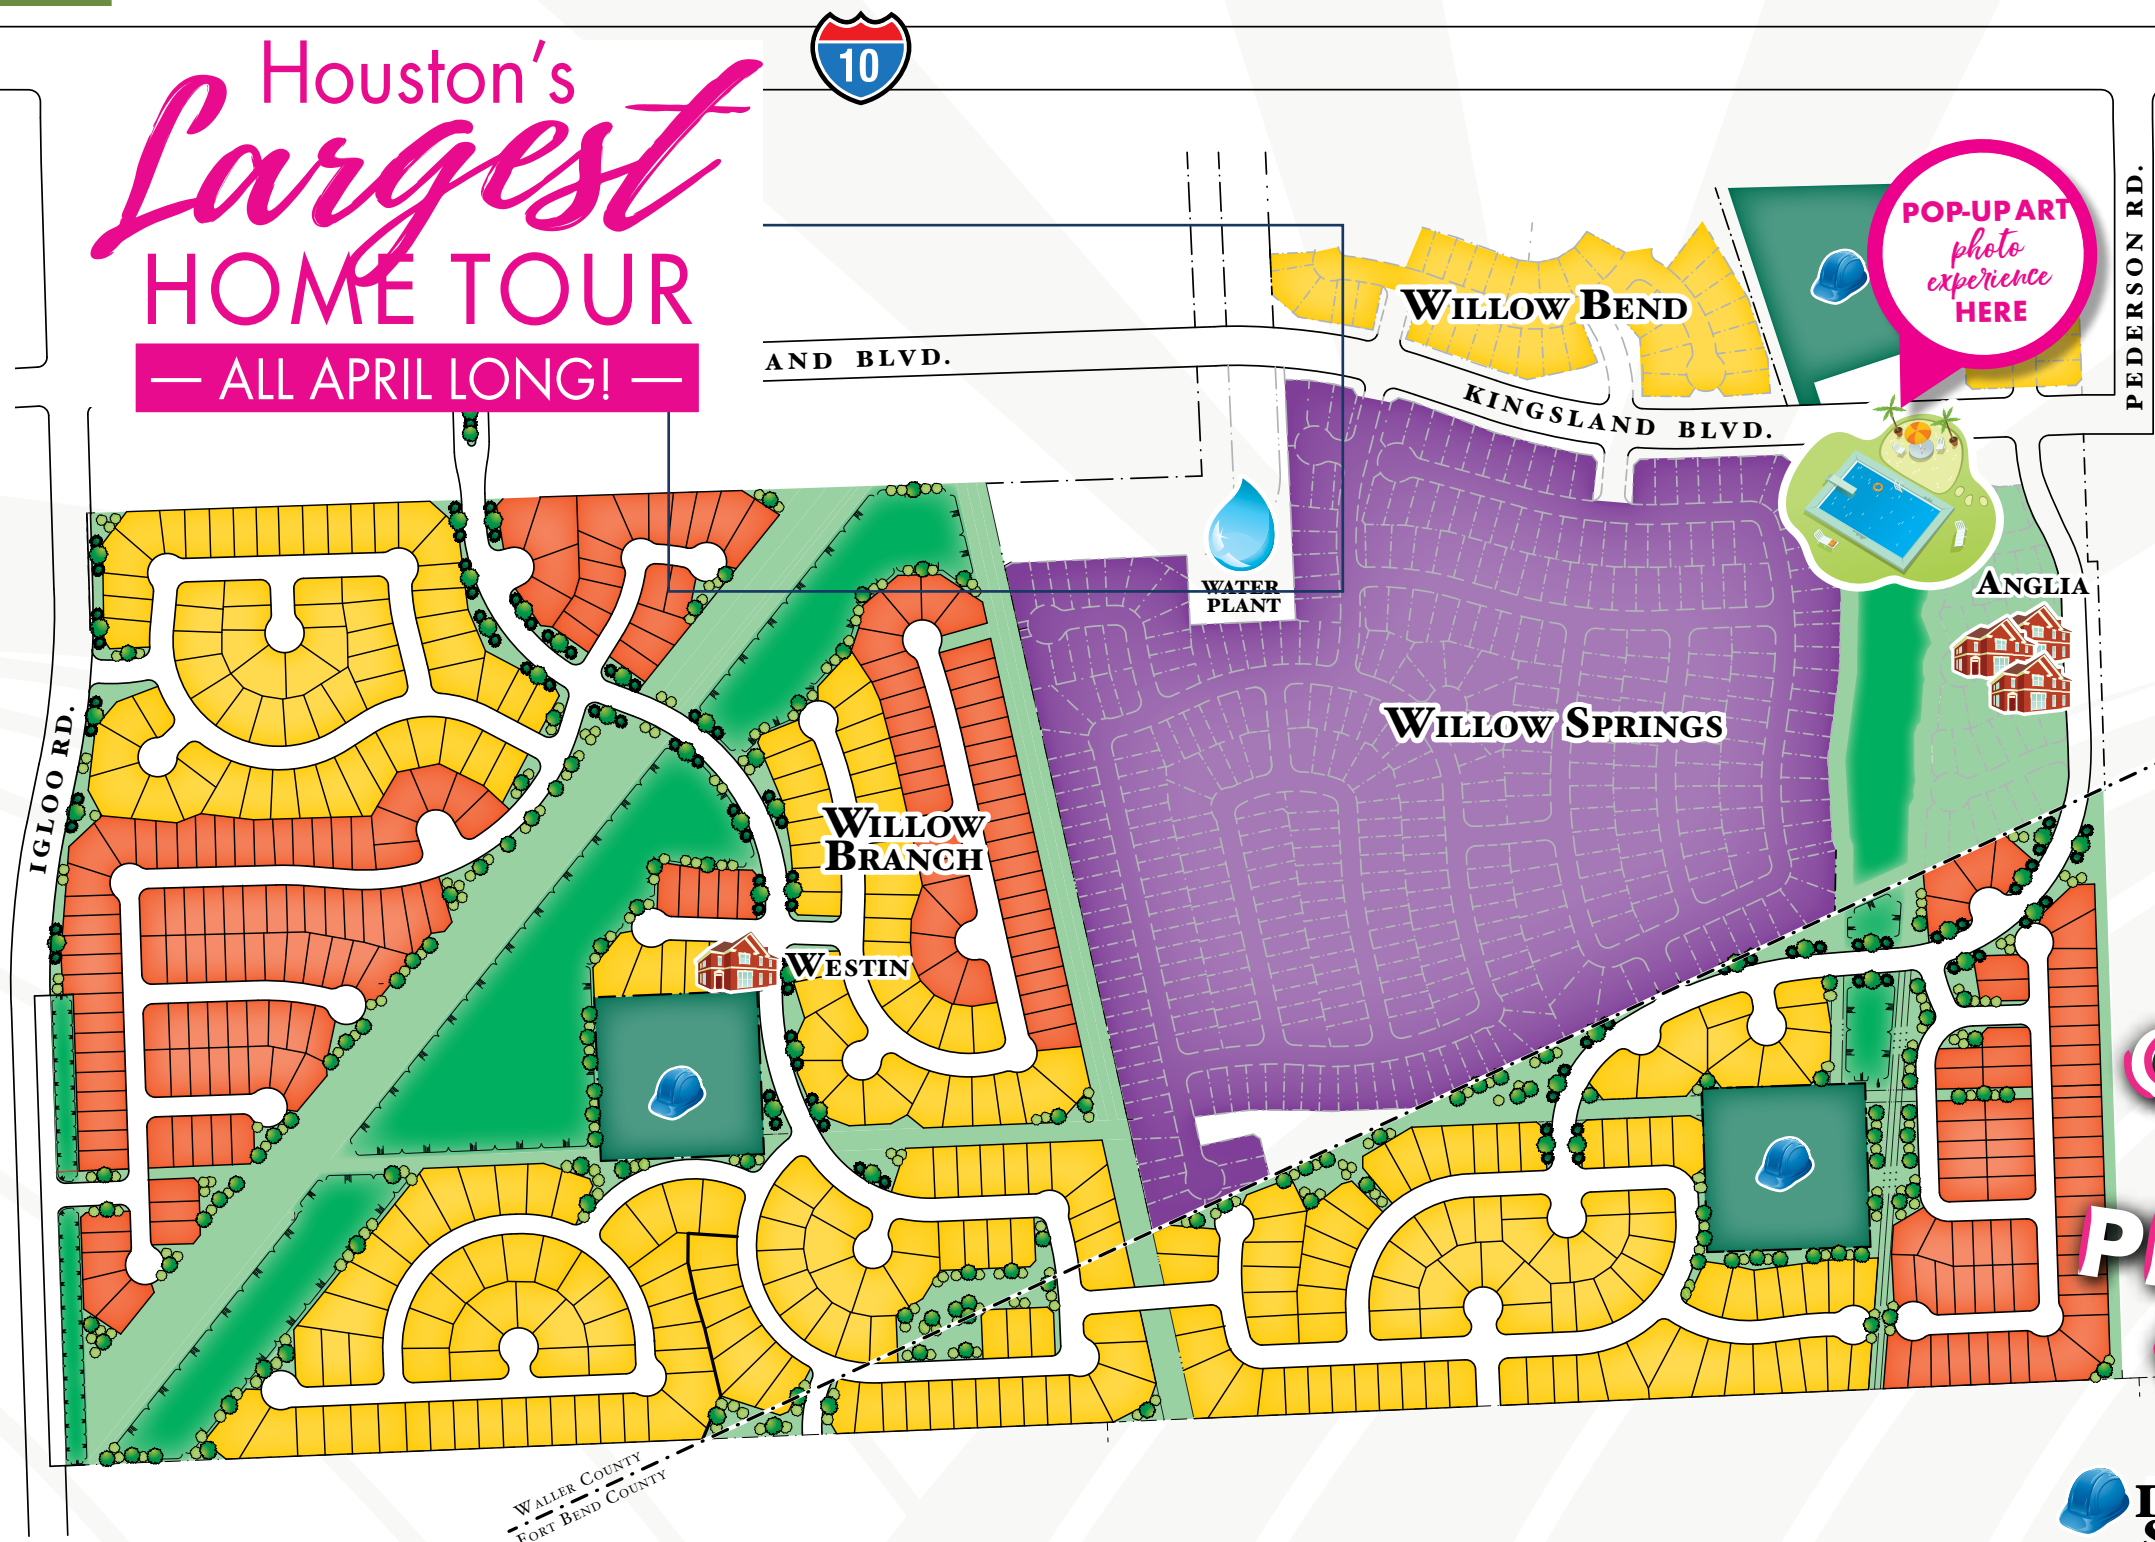 Houston's
Largest
HOME TOUR
— ALL APRIL LONG! —
10
POP-UP ART
photo
experience
HERE
PEDERSON RD.
WILLOW BEND
AND BLVD.
KINGSLAND BLVD.
WATER
PLANT
ANGLIA
IGLOO RD.
WILLOW SPRINGS
WILLOW
BRANCH
WESTIN
WALLER COUNTY
FORT BEND COUNTY